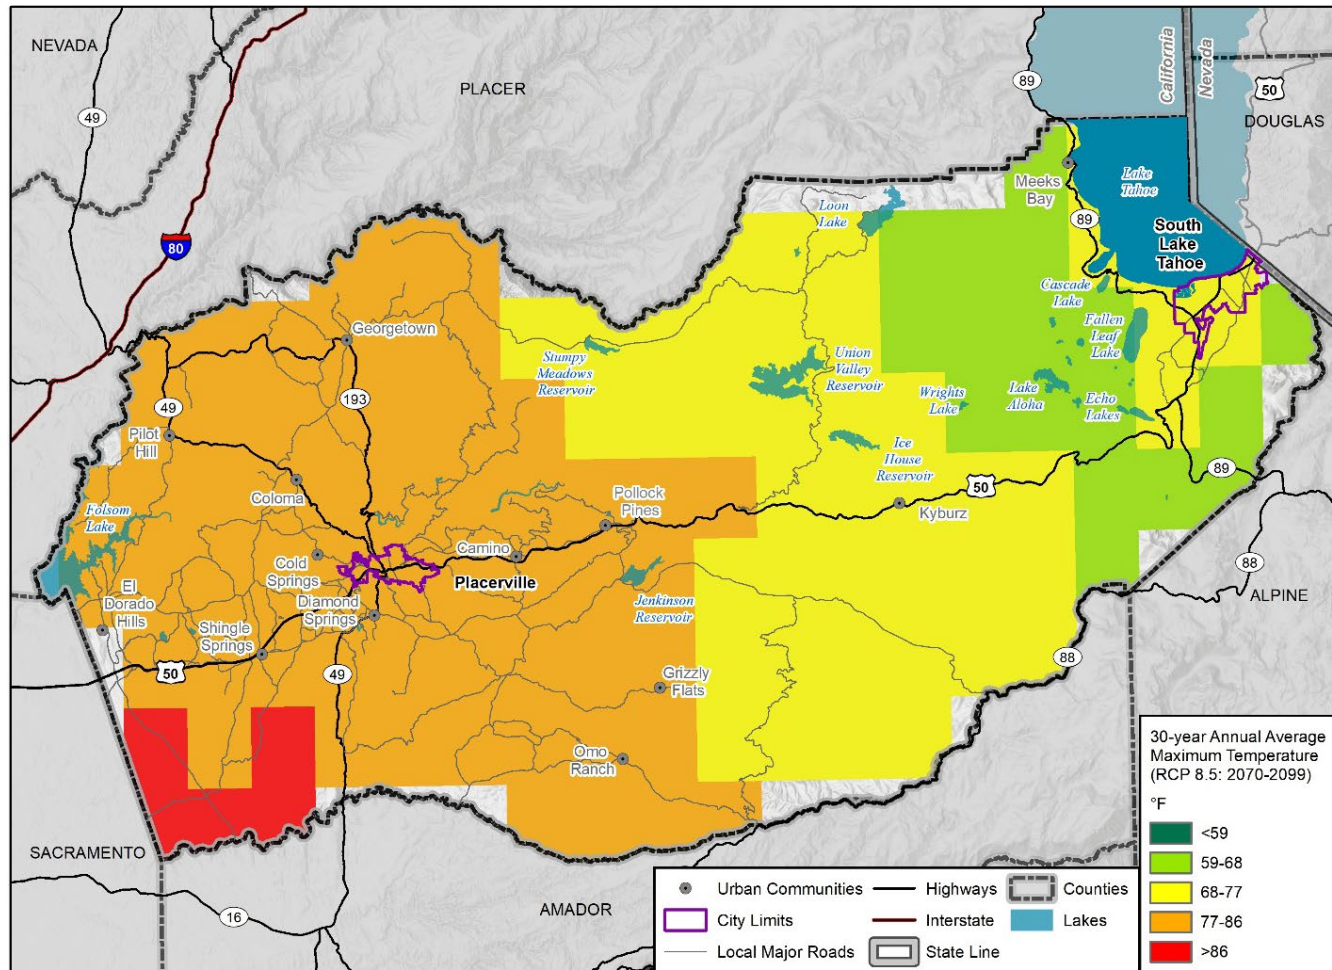 NEVADA
PLACER
49
80
89
California
Nevada
50
DOUGLAS
Meeks
Bay
Lake
Tahoe
Loon
Lake
89
South
Lake
Tahoe
Cascade
Lake
Fallen
Leaf
Lake
Georgetown
Stumpy
Meadows
Reservoir
Union
Valley
Reservoir
Wrights
Lake
Lake
Aloha
Echo
Lakes
193
49
Pilot
Hill
Ice
House
Reservoir
Coloma
Pollock
Pines
50
89
Kyburz
Folsom
Lake
Cold
Springs
Camino
Placerville
El
Dorado
Hills
Diamond
Springs
Jenkinson
Reservoir
88
ALPINE
Shingle
Springs
50
49
88
Grizzly
Flats
Omo
Ranch
SACRAMENTO
16
AMADOR
30-year Annual Average
Maximum Temperature
(RCP 8.5: 2070-2099)
°F
<59
59-68
68-77
77-86
>86
Urban Communities
Highways
Counties
City Limits
Interstate
Lakes
Local Major Roads
State Line